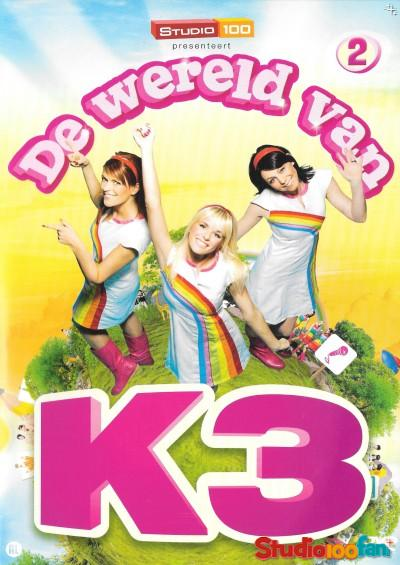 STUDIO 100
presenteert
2
De wereld van
K3
Studio100fan